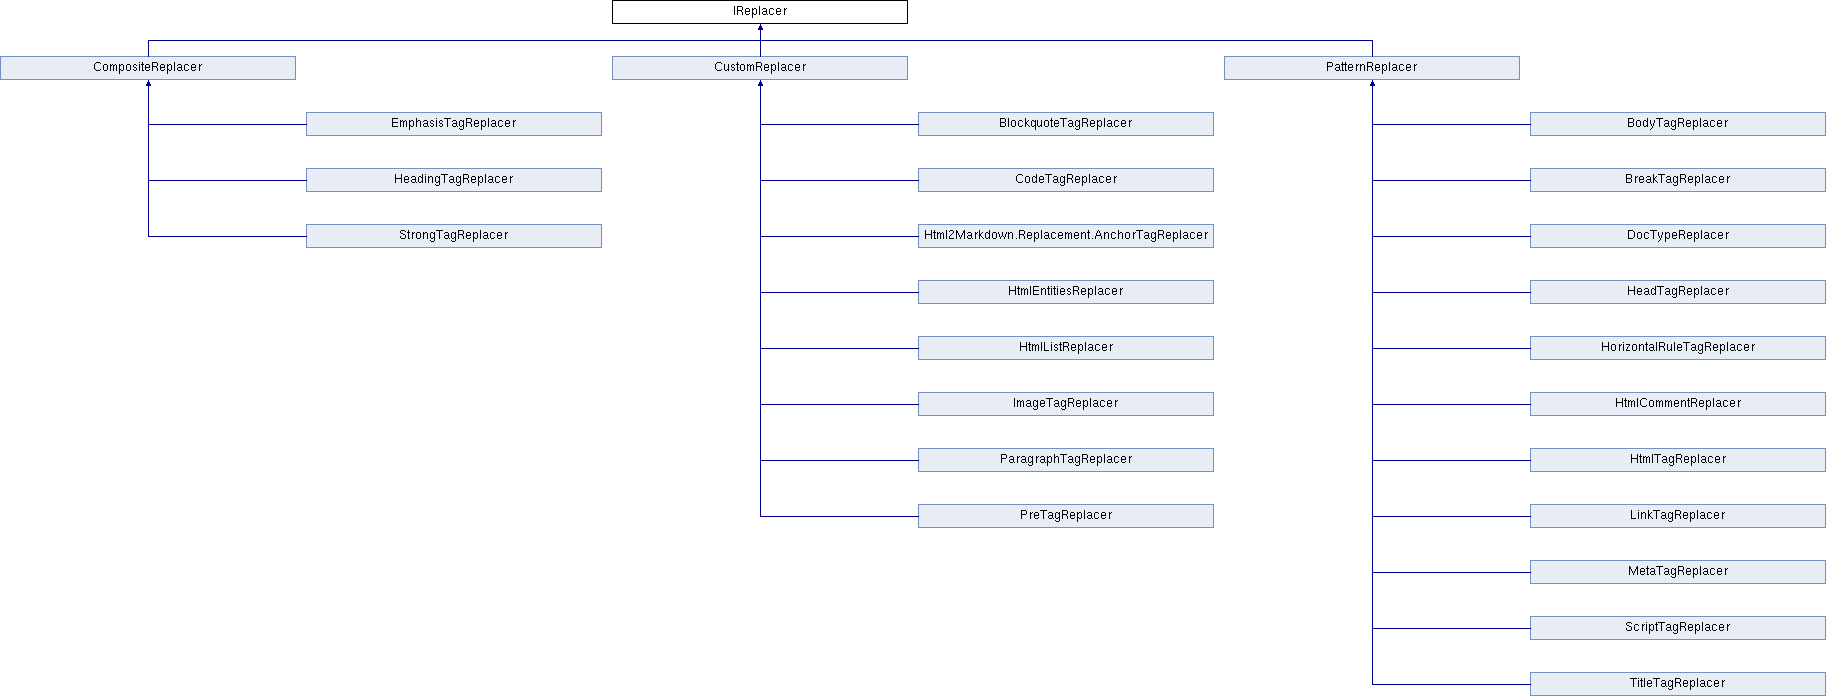 IReplacer
CompositeReplacer
CustomReplacer
PatternReplacer
EmphasisTagReplacer
BlockquoteTagReplacer
BodyTagReplacer
HeadingTagReplacer
CodeTagReplacer
BreakTagReplacer
StrongTagReplacer
Html2Markdown.Replacement.AnchorTagReplacer
DocTypeReplacer
HtmlEntitiesReplacer
HeadTagReplacer
HtmlListReplacer
HorizontalRuleTagReplacer
ImageTagReplacer
HtmlCommentReplacer
ParagraphTagReplacer
HtmlTagReplacer
PreTagReplacer
LinkTagReplacer
MetaTagReplacer
ScriptTagReplacer
TitleTagReplacer